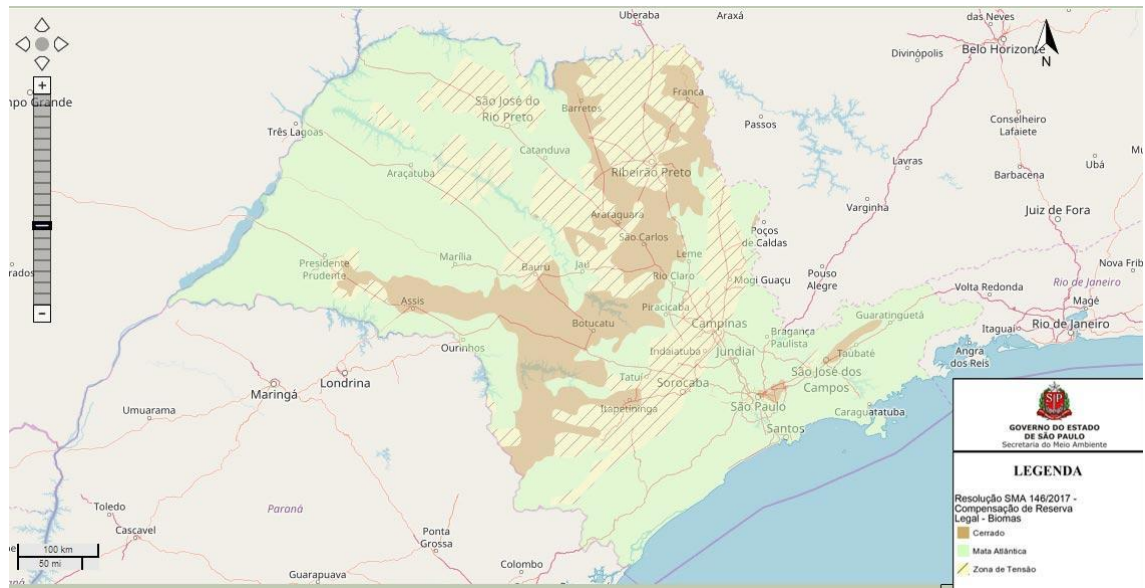 Uberaba
Araxá
das Neves
Belo Horizonte
Divinópolis
N
mpo Grande
São José do
Rio Preto
Barretos
Franca
Passos
Conselheiro
Lafaiete
Três Lagoas
Catanduva
Ubá
Araçatuba
Ribeirão Preto
Lavras
Barbacena
Araraquara
Varginha
Juiz de Fora
São Carlos
Poços
de Caldas
Presidente
Prudente
Marília
Bauru
Jaú
Leme
Rio Claro
Mogi Guaçu
Pouso
Alegre
Nova Frib
Volta Redonda
Rio de Janeiro
Magé
Assis
Piracicaba
Botucatu
Campinas
Guaratinguetá
Itaguaí
Rio de Janeiro
Ourinhos
Indaiatuba
Jundiaí
Bragança
Paulista
Taubaté
Angra
dos Reis
Londrina
Maringá
Tatuí
Sorocaba
São José dos
Campos
Umuarama
Itapetininga
São Paulo
Caraguatatuba
Santos
SP
GOVERNO DO ESTADO
DE SÃO PAULO
Secretaria do Meio Ambiente
LEGENDA
Resolução SMA 146/2017 -
Compensação de Reserva
Legal - Biomas
Cerrado
Mata Atlântica
Zona de Tensão
Toledo
Cascavel
Paraná
Ponta
Grossa
Guarapuava
Colombo
100 km
50 mi